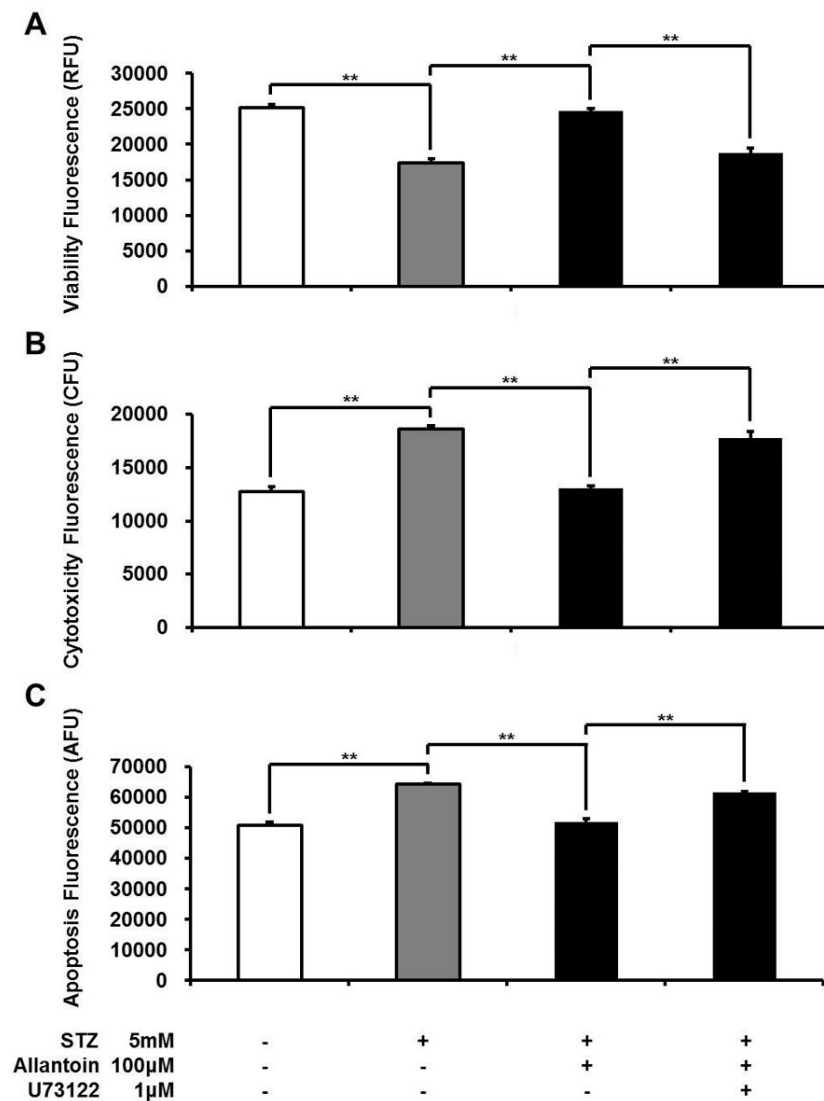 A
Viability Fluorescence (RFU)
** ** **
30000
25000
20000
15000
10000
5000
0
B
Cytotoxicity Fluorescence (CFU)
** ** **
20000
15000
10000
5000
0
C
Apoptosis Fluorescence (AFU)
** ** **
70000
60000
50000
40000
30000
20000
10000
0
STZ 5mM - + + +
Allantoin 100µM - - + +
U73122 1µM - - - +